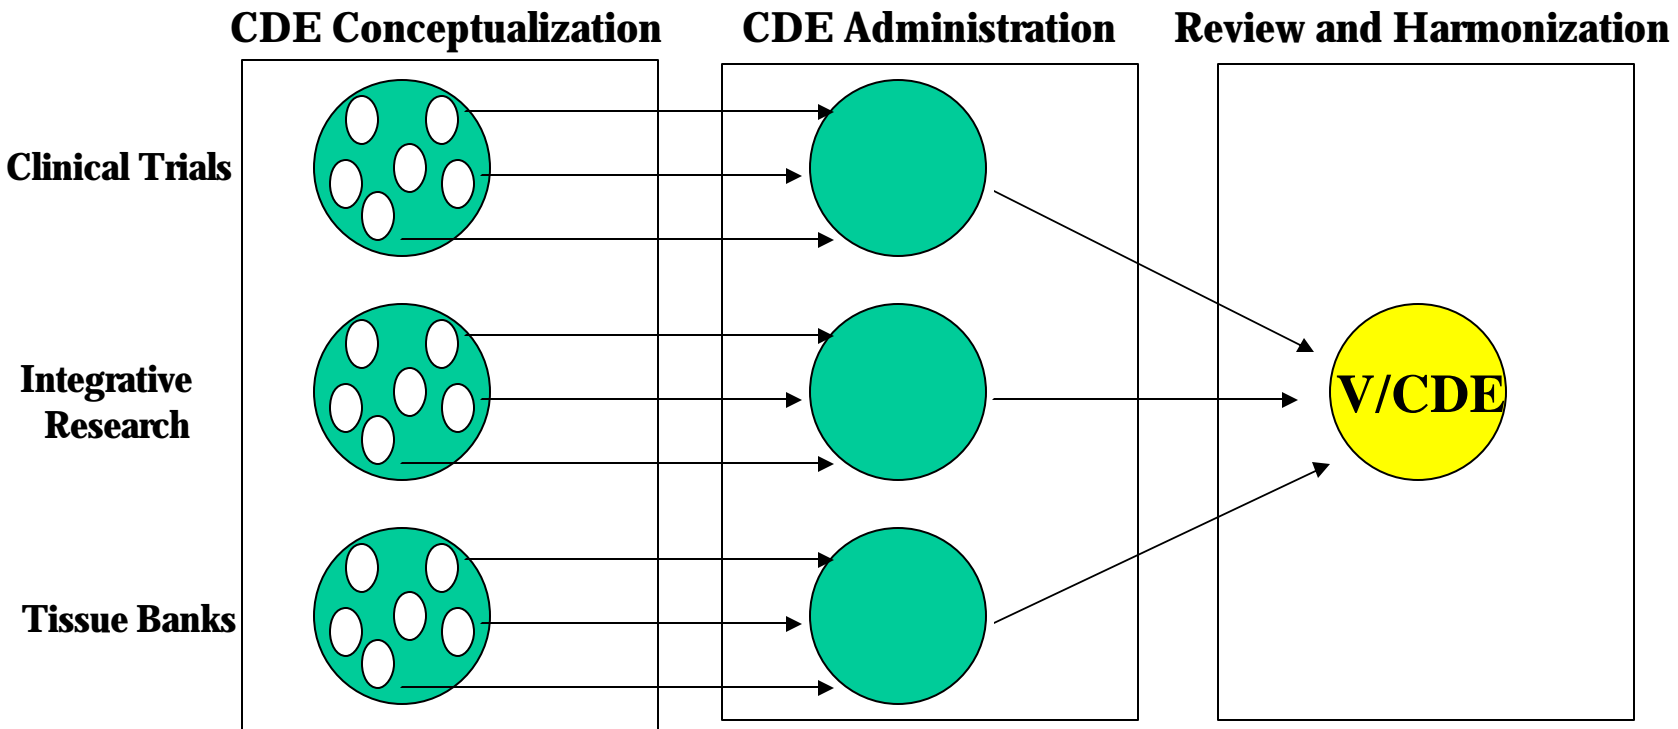 CDE Conceptualization
CDE Administration
Review and Harmonization
Clinical Trials
Integrative
Research
V/CDE
Tissue Banks